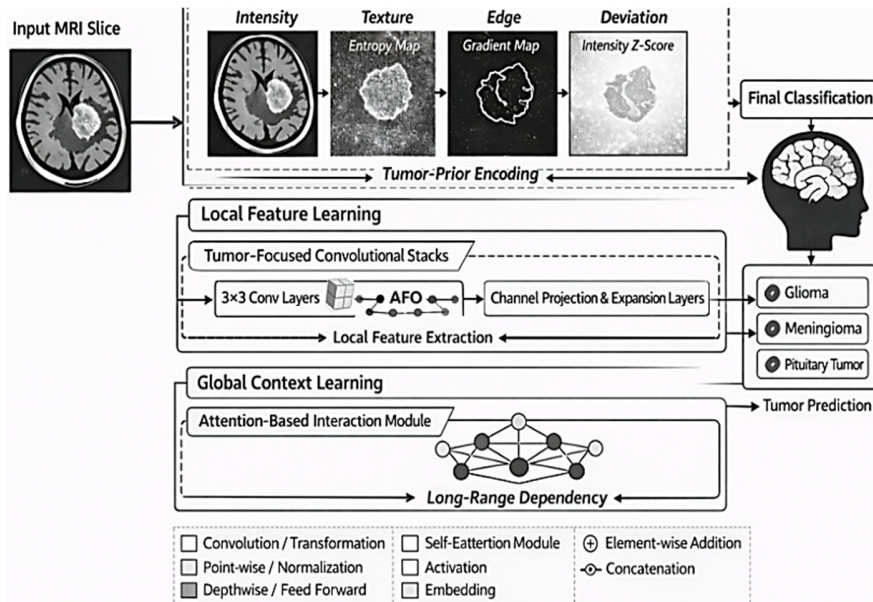 Input MRI Slice
Intensity
Texture
Edge
Deviation
Entropy Map
Gradient Map
Intensity Z-Score
Tumor-Prior Encoding
Final Classification
Local Feature Learning
Tumor-Focused Convolutional Stacks
3×3 Conv Layers
AFO
Channel Projection & Expansion Layers
Local Feature Extraction
Glioma
Meningioma
Pituitary Tumor
Tumor Prediction
Global Context Learning
Attention-Based Interaction Module
Long-Range Dependency
Convolution / Transformation
Self-Eattertion Module
Element-wise Addition
Point-wise / Normalization
Activation
Concatenation
Depthwise / Feed Forward
Embedding